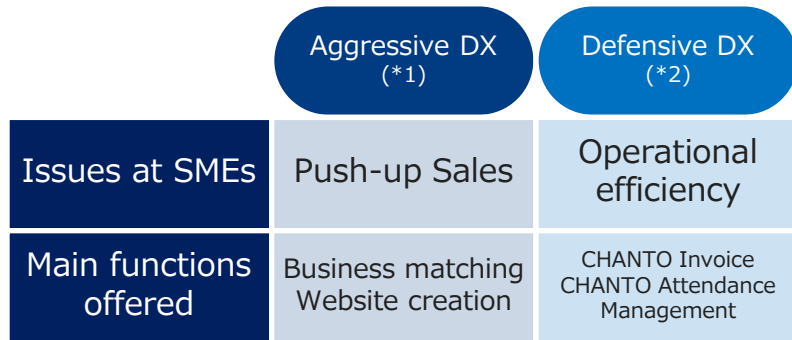 Aggressive DX
(*1)
Defensive DX
(*2)
Issues at SMEs
Push-up Sales
Operational
efficiency
Main functions
offered
Business matching
Website creation
CHANTO Invoice
CHANTO Attendance
Management